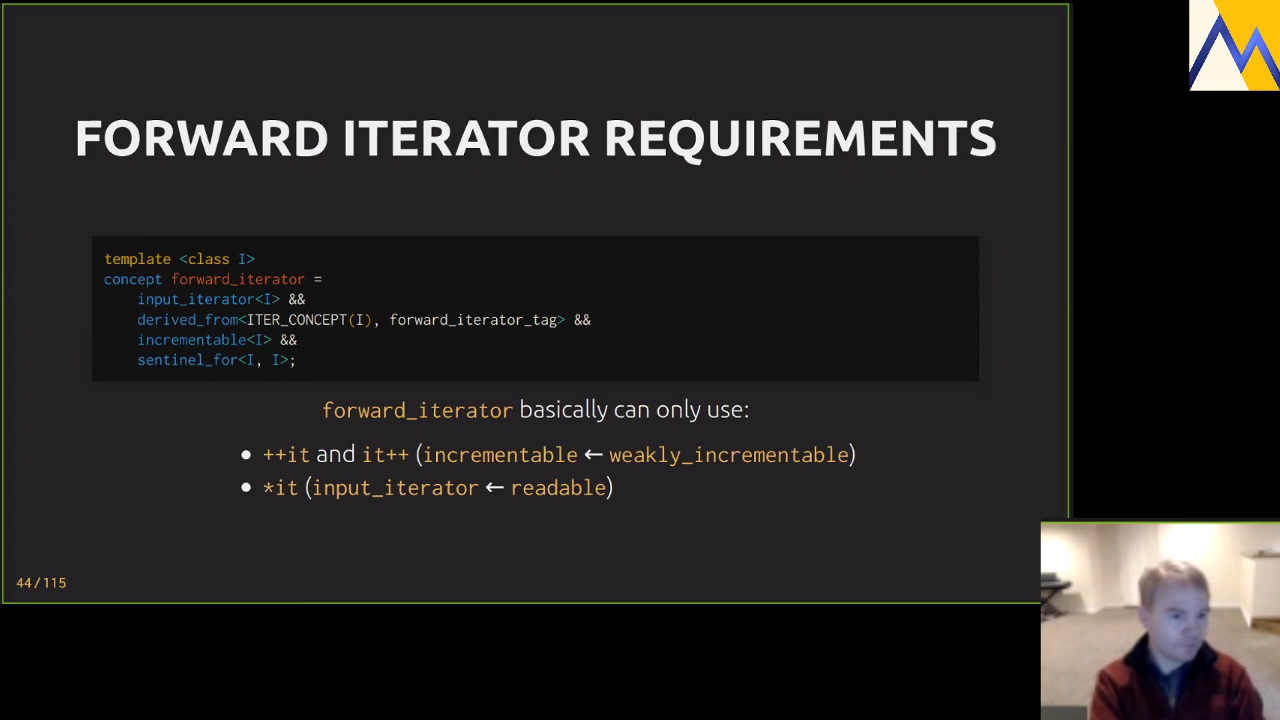 FORWARD ITERATOR REQUIREMENTS
template <class I>
concept forward_iterator =
    input_iterator<I> &&
    derived_from<ITER_CONCEPT(I), forward_iterator_tag> &&
    incrementable<I> &&
    sentinel_for<I, I>;
forward_iterator basically can only use:
• ++it and it++ (incrementable ← weakly_incrementable)
• *it (input_iterator ← readable)
44/115